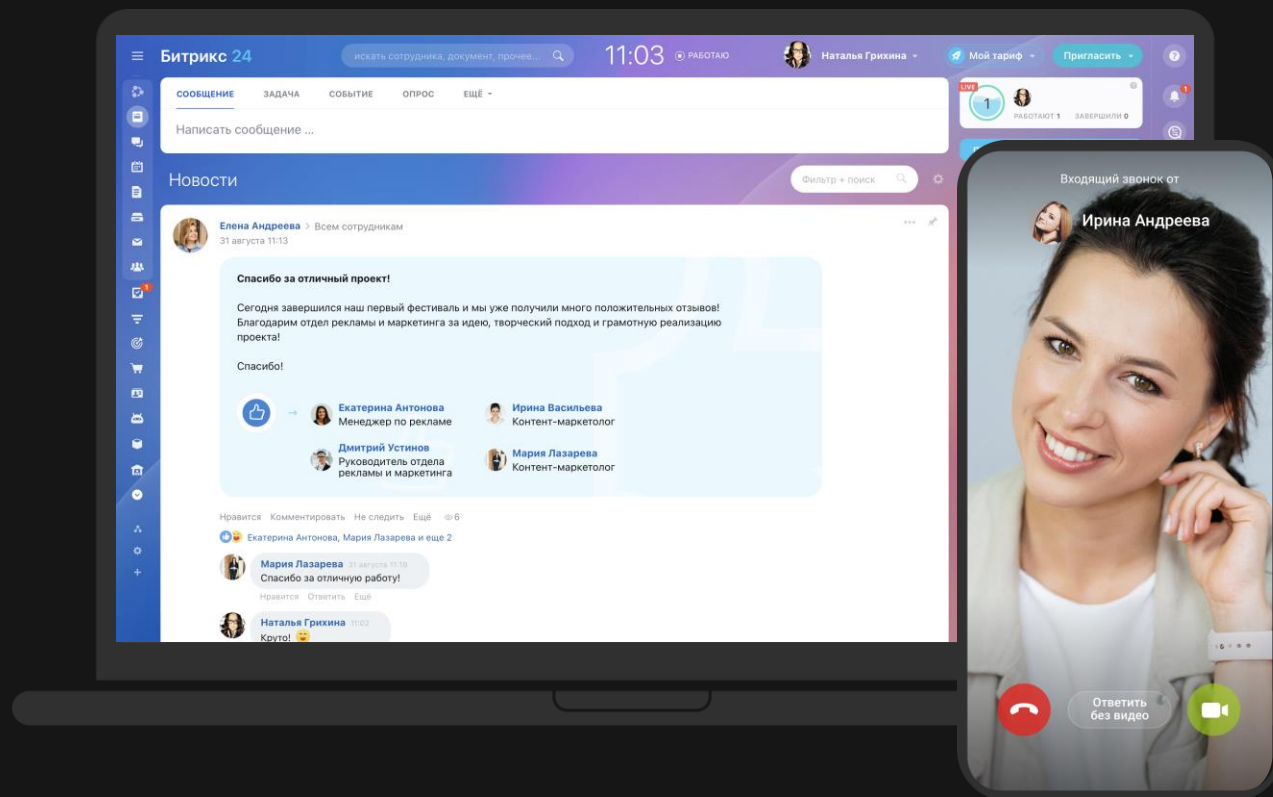 Битрикс 24
искать сотрудника, документ, прочее...
11:03
РАБОТАЮ
Наталья Грихина
Мой тариф
Пригласить
СООБЩЕНИЕ
ЗАДАЧА
СОБЫТИЕ
ОПРОС
ЕЩЁ
Написать сообщение ...
LIVE
1
РАБОТАЮТ 1
ЗАВЕРШИЛИ 0
1
Новости
Фильтр + поиск
Елена Андреева > Всем сотрудникам
31 августа 11:13
Спасибо за отличный проект!
Сегодня завершился наш первый фестиваль и мы уже получили много положительных отзывов!
Благодарим отдел рекламы и маркетинга за идею, творческий подход и грамотную реализацию
проекта!
Спасибо!
Екатерина Антонова
Менеджер по рекламе
Ирина Васильева
Контент-маркетолог
Дмитрий Устинов
Руководитель отдела
рекламы и маркетинга
Мария Лазарева
Контент-маркетолог
Нравится Комментировать Не следить Ещё 6
Екатерина Антонова, Мария Лазарева и еще 2
Мария Лазарева 31 августа 11:18
Спасибо за отличную работу!
Нравится Ответить Ещё
Наталья Грихина 11:02
Круто!
1
Входящий звонок от
Ирина Андреева
Ответить
без видео